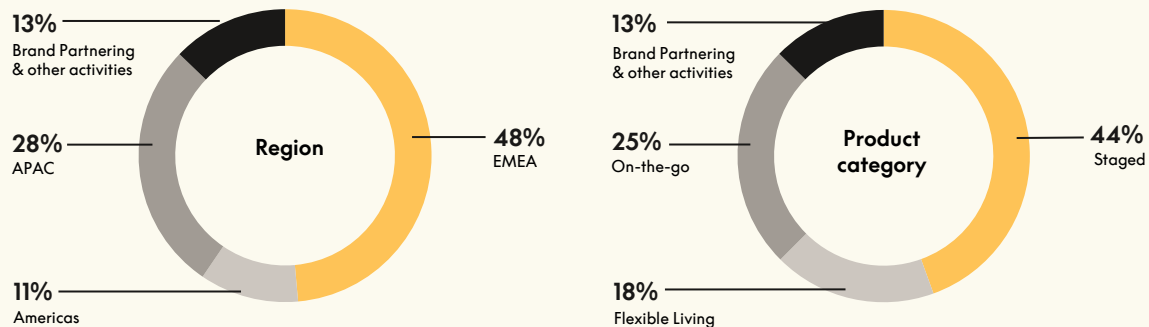 13%
Brand Partnering
& other activities
28%
APAC
11%
Americas
Region
48%
EMEA
13%
Brand Partnering
& other activities
25%
On-the-go
18%
Flexible Living
Product
category
44%
Staged